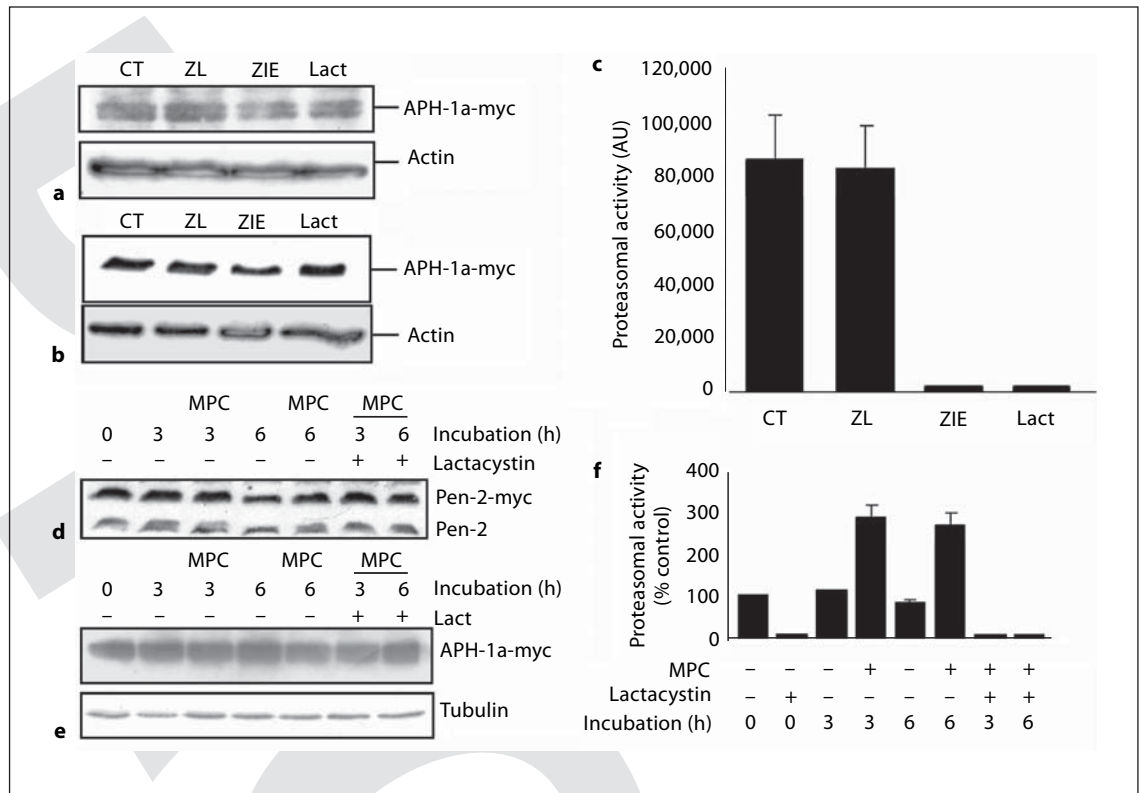 CT ZL ZIE Lact
APH-1a-myc
Actin
a
CT ZL ZIE Lact
APH-1a-myc
Actin
b
c
120,000
100,000
80,000
60,000
40,000
20,000
0
Proteasomal activity (AU)
CT ZL ZIE Lact
MPC MPC MPC
0 3 3 6 6 3 6 Incubation (h)
– – – – – + + Lactacystin
Pen-2-myc
Pen-2
d
MPC MPC MPC
0 3 3 6 6 3 6 Incubation (h)
– – – – – + + Lact
APH-1a-myc
Tubulin
e
f
400
300
200
100
0
Proteasomal activity
(% control)
MPC – – – + – + + +
Lactacystin – + – – – – + +
Incubation (h) 0 0 3 3 6 6 3 6